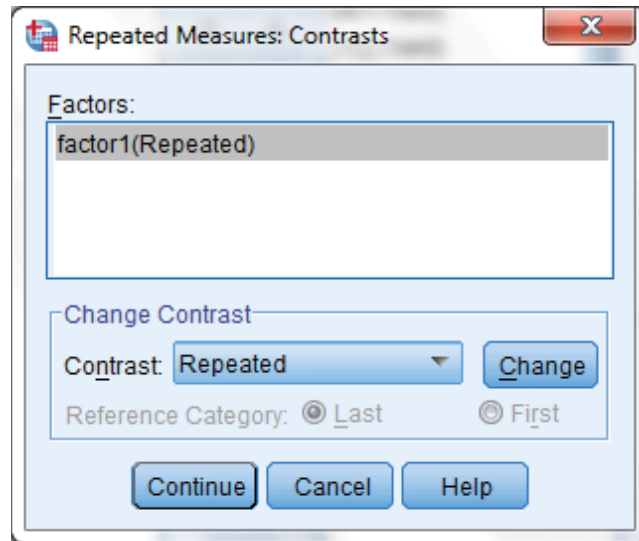 Repeated Measures: Contrasts
Factors:
factor1(Repeated)
Change Contrast
Contrast: Repeated Change
Reference Category: Last First
Continue Cancel Help